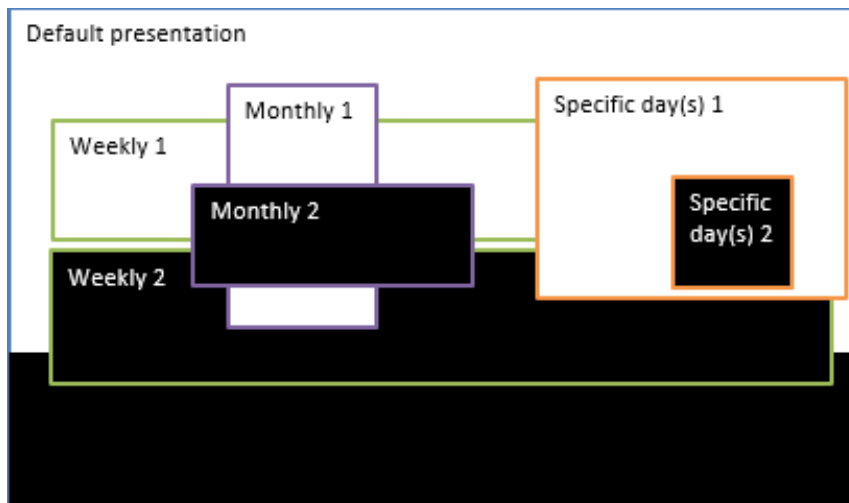 Default presentation
Monthly 1
Specific day(s) 1
Weekly 1
Monthly 2
Specific
day(s) 2
Weekly 2